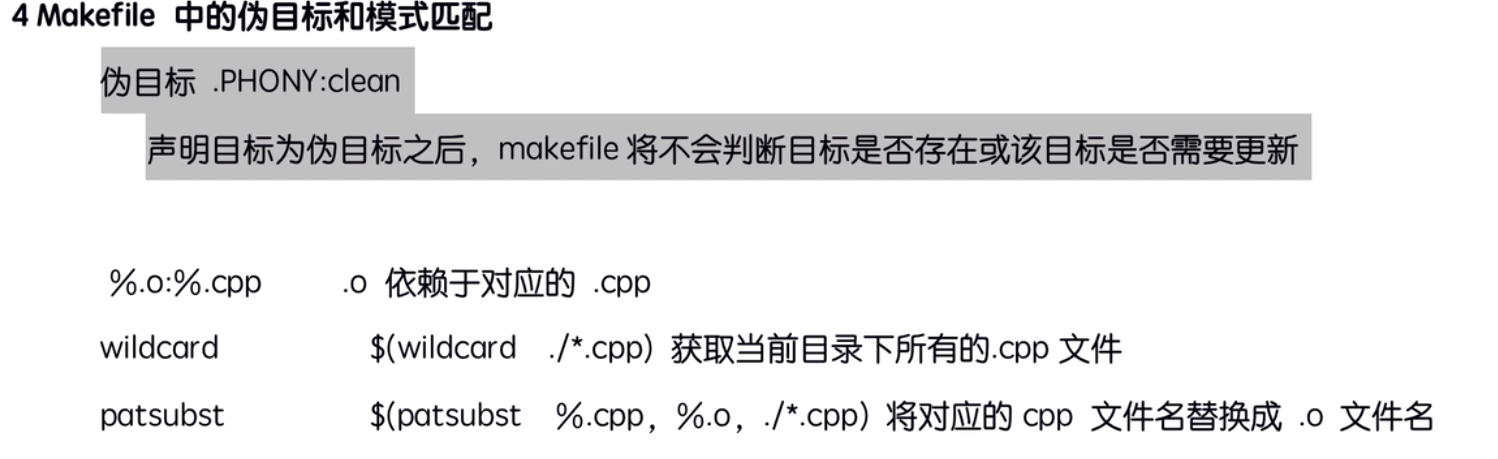 4 Makefile 中的伪目标和模式匹配
伪目标 .PHONY:clean
声明目标为伪目标之后，makefile 将不会判断目标是否存在或该目标是否需要更新
%.o:%.cpp .o 依赖于对应的 .cpp
wildcard $(wildcard ./*.cpp) 获取当前目录下所有的.cpp 文件
patsubst $(patsubst %.cpp，%.o，./*.cpp) 将对应的 cpp 文件名替换成 .o 文件名